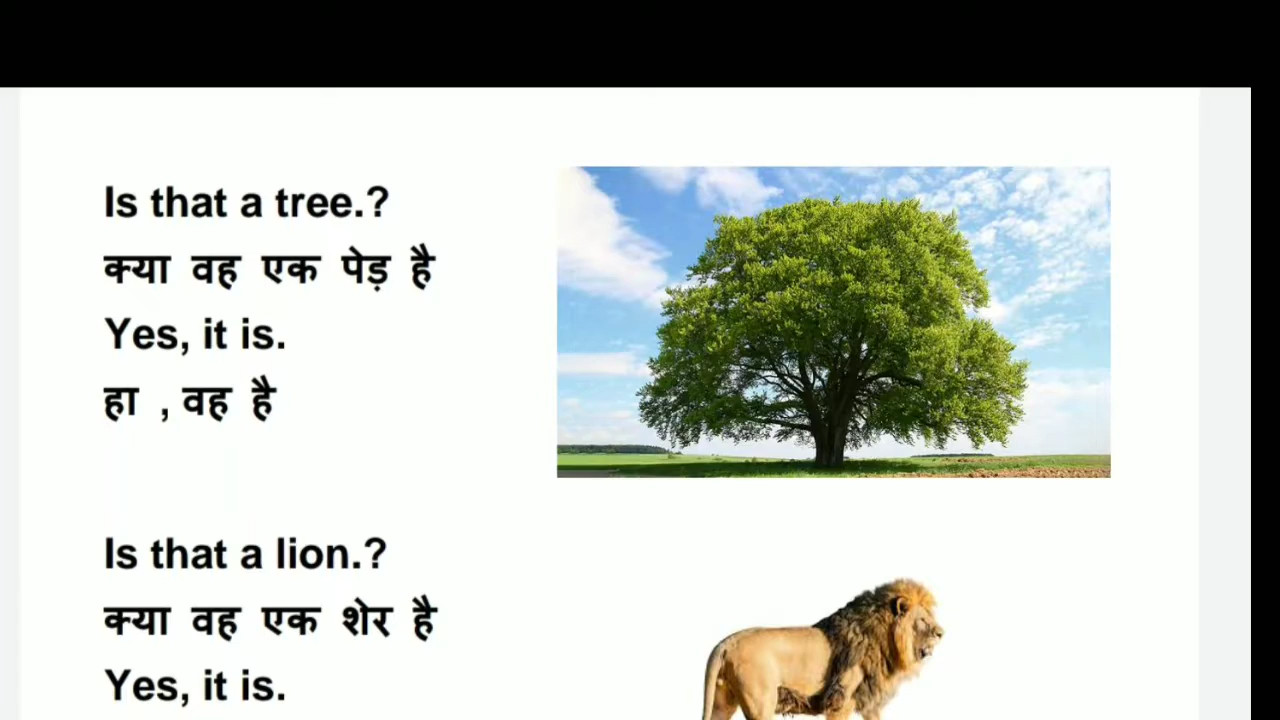 Is that a tree.?
क्या वह एक पेड़ है
Yes, it is.
हा , वह है
Is that a lion.?
क्या वह एक शेर है
Yes, it is.